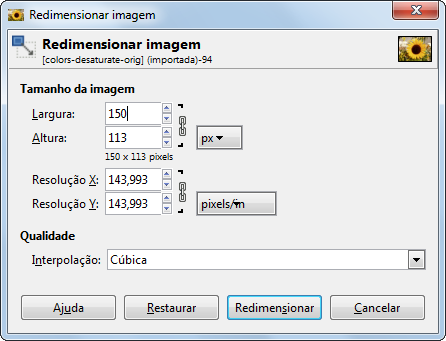 Redimensionar imagem
Redimensionar imagem
[colors-desaturate-orig] (importada)-94
Tamanho da imagem
Largura: 150
Altura: 113 px
150 x 113 pixels
Resolução X: 143,993
Resolução Y: 143,993 pixels/in
Qualidade
Interpolação: Cúbica
Ajuda Restaurar Redimensionar Cancelar